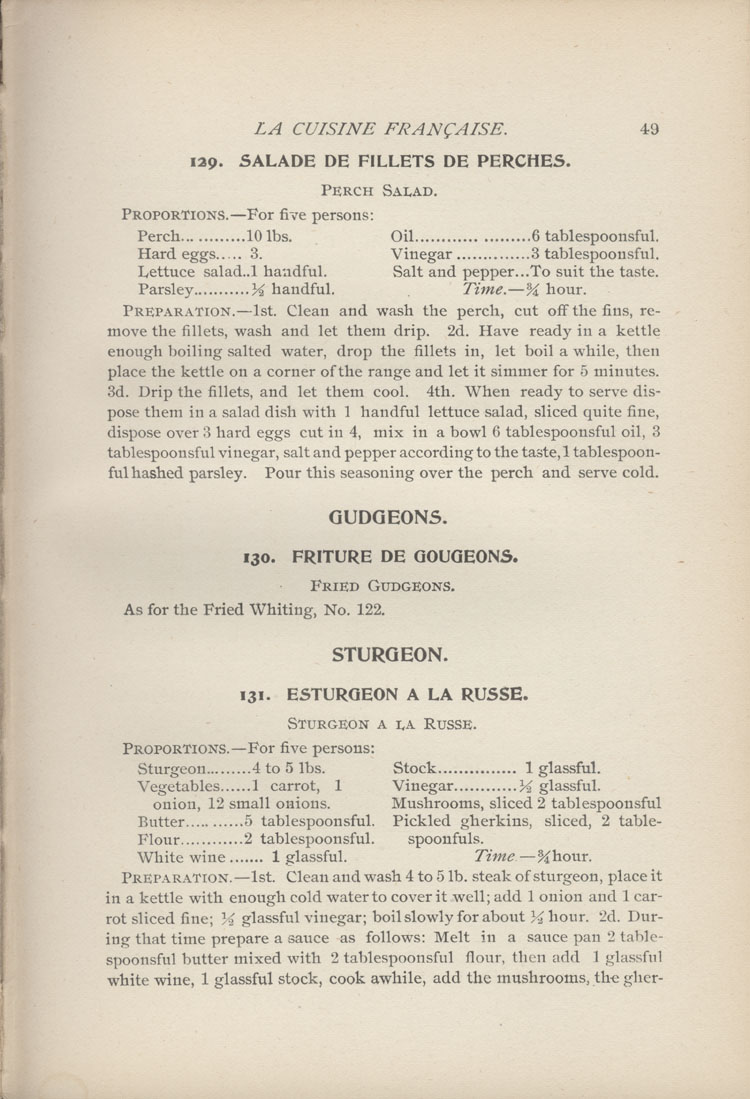 LA CUISINE FRANÇAISE. 49
129. SALADE DE FILLETS DE PERCHES.
PERCH SALAD.
PROPORTIONS.—For five persons:
Perch... .........10 lbs.
Hard eggs..... 3.
Lettuce salad..1 handful.
Parsley...........½ handful.
Oil............ .........6 tablespoonsful.
Vinegar .............3 tablespoonsful.
Salt and pepper...To suit the taste.
Time.—¾ hour.
PREPARATION.—1st. Clean and wash the perch, cut off the fins, re-
move the fillets, wash and let them drip. 2d. Have ready in a kettle
enough boiling salted water, drop the fillets in, let boil a while, then
place the kettle on a corner of the range and let it simmer for 5 minutes.
3d. Drip the fillets, and let them cool. 4th. When ready to serve dis-
pose them in a salad dish with 1 handful lettuce salad, sliced quite fine,
dispose over 3 hard eggs cut in 4, mix in a bowl 6 tablespoonsful oil, 3
tablespoonsful vinegar, salt and pepper according to the taste, 1 tablespoon-
ful hashed parsley. Pour this seasoning over the perch and serve cold.
GUDGEONS.
130. FRITURE DE GOUGEONS.
FRIED GUDGEONS.
As for the Fried Whiting, No. 122.
STURGEON.
131. ESTURGEON A LA RUSSE.
STURGEON A LA RUSSE.
PROPORTIONS.—For five persons:
Sturgeon.........4 to 5 lbs.
Vegetables......1 carrot, 1
onion, 12 small onions.
Butter..... ......5 tablespoonsful.
Flour............2 tablespoonsful.
White wine ....... 1 glassful.
Stock............... 1 glassful.
Vinegar............½ glassful.
Mushrooms, sliced 2 tablespoonsful
Pickled gherkins, sliced, 2 table-
spoonfuls.
Time—¾ hour.
PREPARATION.—1st. Clean and wash 4 to 5 lb. steak of sturgeon, place it
in a kettle with enough cold water to cover it well; add 1 onion and 1 car-
rot sliced fine; ½ glassful vinegar; boil slowly for about ½ hour. 2d. Dur-
ing that time prepare a sauce as follows: Melt in a sauce pan 2 table-
spoonsful butter mixed with 2 tablespoonsful flour, then add 1 glassful
white wine, 1 glassful stock, cook awhile, add the mushrooms, the gher-